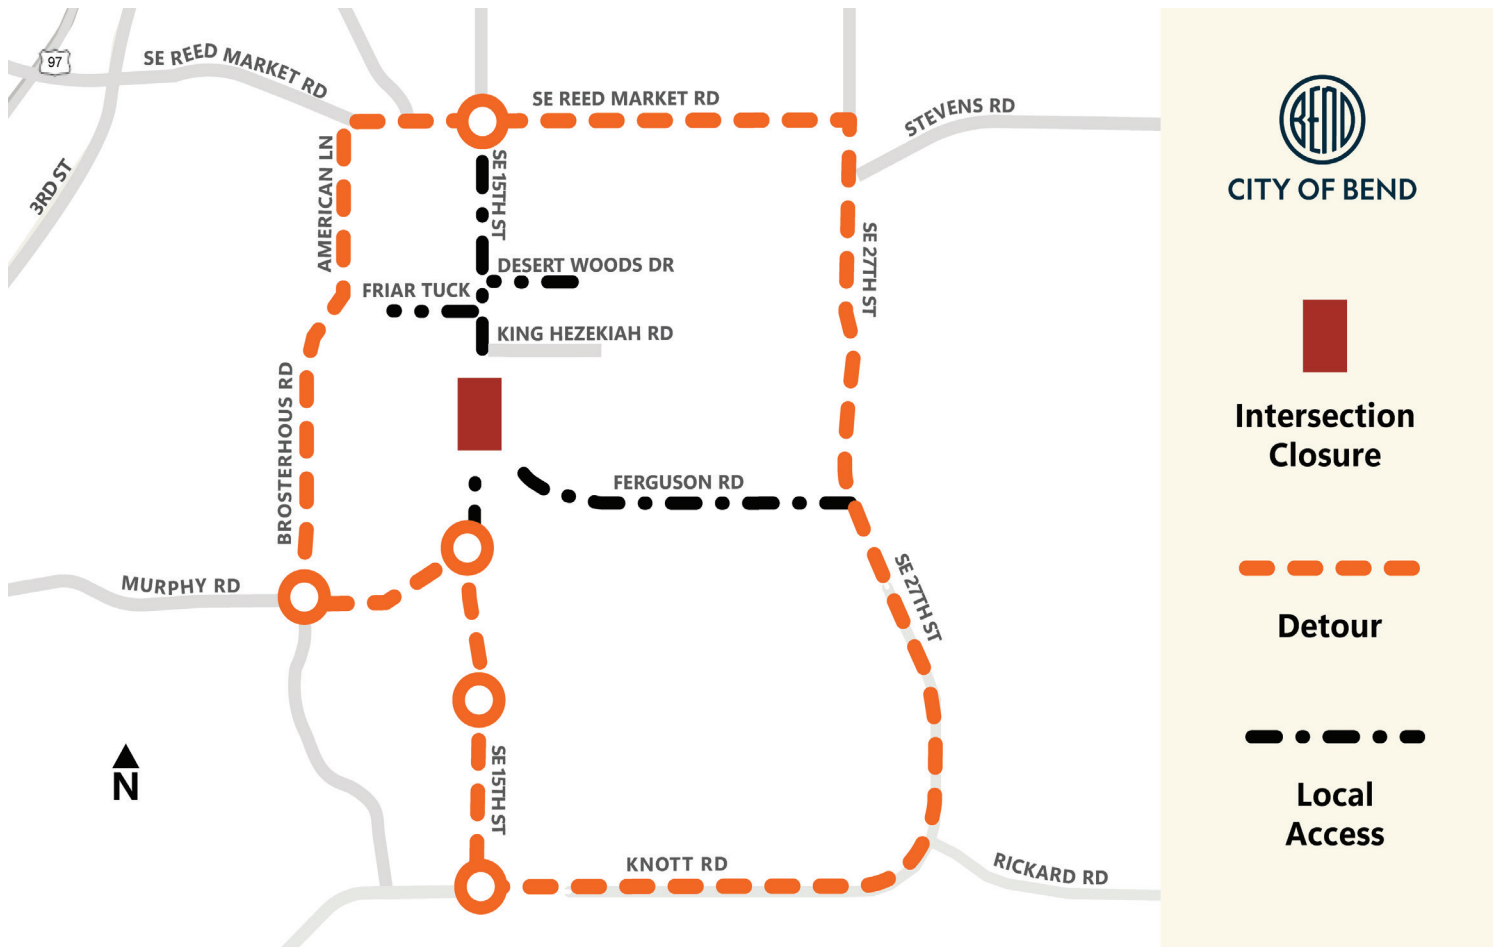 97
SE REED MARKET RD
SE REED MARKET RD
STEVENS RD
3RD ST
AMERICAN LN
SE 15TH ST
SE 27TH ST
DESERT WOODS DR
FRIAR TUCK
KING HEZEKIAH RD
BROSTERHOUS RD
FERGUSON RD
MURPHY RD
SE 27TH ST
SE 15TH ST
N
KNOTT RD
RICKARD RD
BEND
CITY OF BEND
Intersection
Closure
Detour
Local
Access